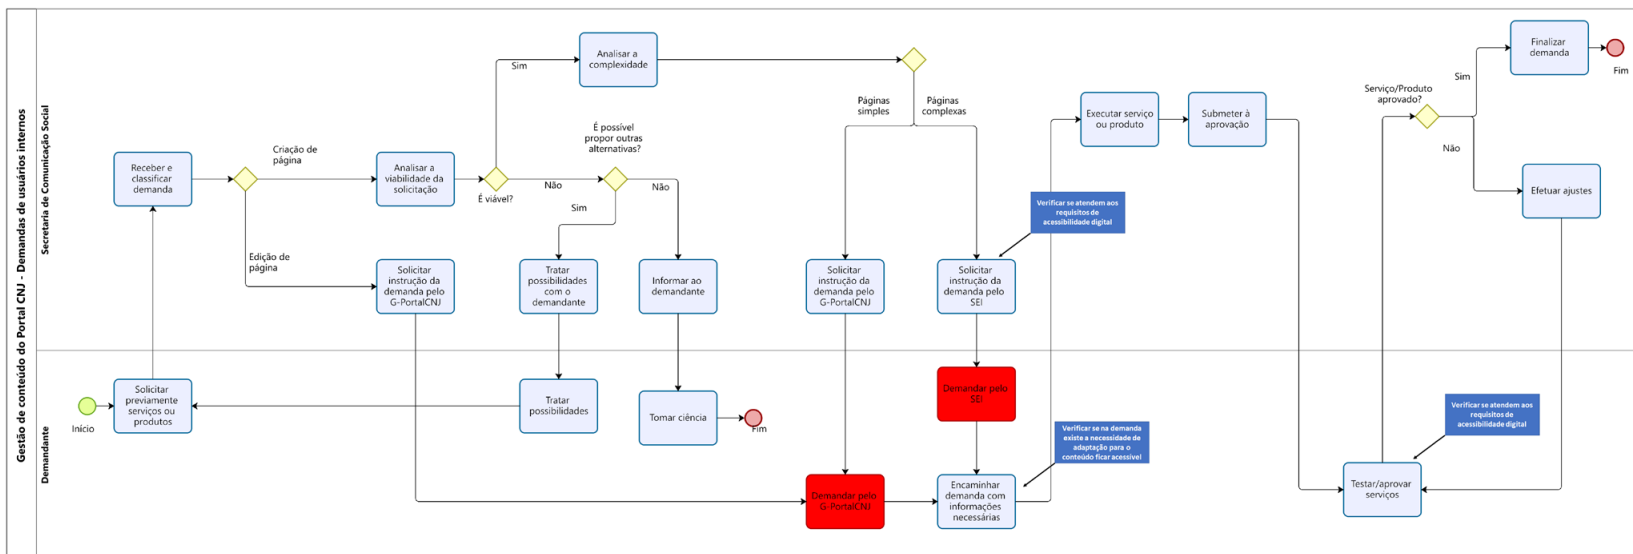 Gestão de conteúdo do Portal CNJ - Demandas de usuários internos
Secretaria de Comunicação Social
Demandante
Início
Solicitar
previamente
serviços ou
produtos
Receber e
classificar
demanda
Criação de
página
Edição de
página
Analisar a
viabilidade da
solicitação
Solicitar
instrução da
demanda pelo
G-PortalCNJ
É viável?
Sim
Não
Analisar a
complexidade
É possível
propor outras
alternativas?
Sim
Não
Tratar
possibilidades
com o
demandante
Informar ao
demandante
Tratar
possibilidades
Tomar ciência
Fim
Páginas
simples
Páginas
complexas
Solicitar
instrução da
demanda pelo
G-PortalCNJ
Solicitar
instrução da
demanda pelo
SEI
Verificar se atendem aos
requisitos de
acessibilidade digital
Demandar pelo
SEI
Demandar pelo
G-PortalCNJ
Encaminhar
demanda com
informações
necessárias
Verificar se na demanda
existe a necessidade de
adaptação para o
conteúdo ficar acessível
Executar serviço
ou produto
Submeter à
aprovação
Testar/aprovar
serviços
Verificar se atendem aos
requisitos de
acessibilidade digital
Serviço/Produto
aprovado?
Sim
Não
Finalizar
demanda
Fim
Efetuar ajustes